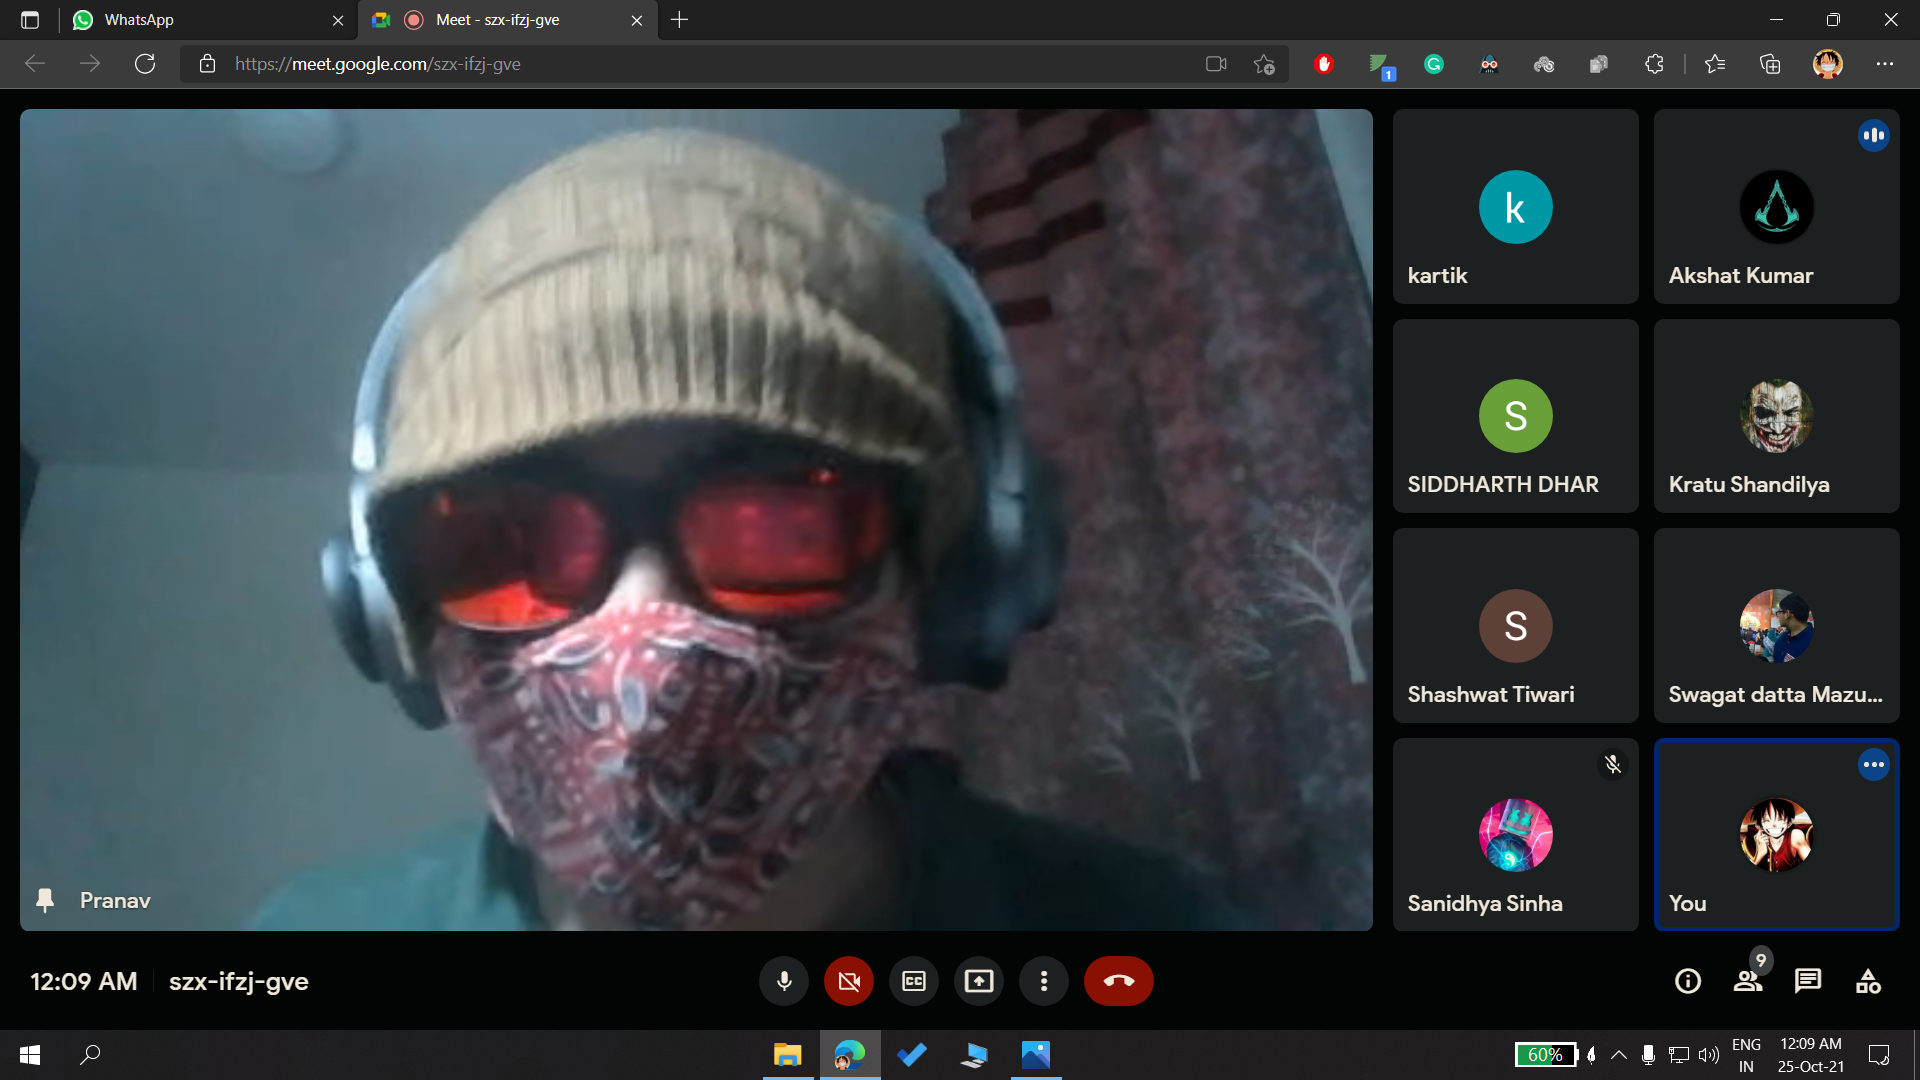 WhatsApp
Meet - szx-ifzj-gve
https://meet.google.com/szx-ifzj-gve
1
k
kartik
Akshat Kumar
S
SIDDHARTH DHAR
Kratu Shandilya
S
Shashwat Tiwari
Swagat datta Mazu...
Sanidhya Sinha
You
Pranav
12:09 AM
szx-ifzj-gve
CC
9
60%
ENG
IN
12:09 AM
25-Oct-21